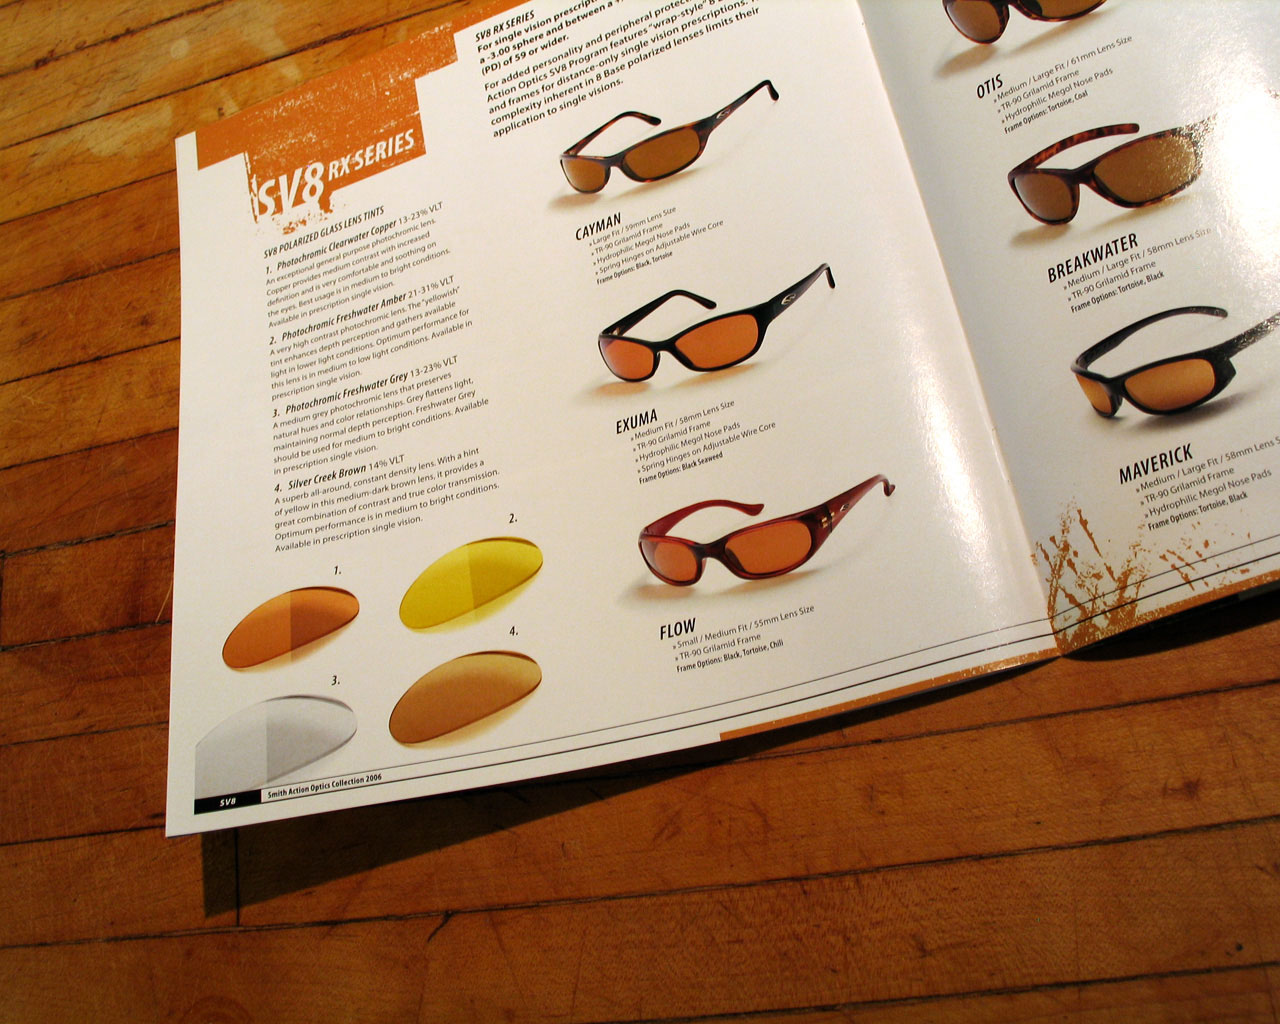 SV8 RX SERIES
SV8 POLARIZED GLASS LENS TINTS
1. Photochromic Clearwater Copper 13-23% VLT
An exceptional general purpose photochromic lens.
Copper provides medium contrast with increased
definition and is very comfortable and soothing on
the eyes. Best usage is in medium to bright conditions.
Available in prescription single vision.
2. Photochromic Freshwater Amber 21-31% VLT
A very high contrast photochromic lens. The "yellowish"
tint enhances depth perception and gathers available
light in lower light conditions. Optimum performance for
this lens is in medium to low light conditions. Available in
prescription single vision.
3. Photochromic Freshwater Grey 13-23% VLT
A medium grey photochromic lens that preserves
natural hues and color relationships. Grey flattens light,
maintaining normal depth perception. Freshwater Grey
should be used for medium to bright conditions. Available
in prescription single vision.
4. Silver Creek Brown 14% VLT
A superb all-around, constant density lens. With a hint
of yellow in this medium-dark brown lens, it provides a
great combination of contrast and true color transmission.
Optimum performance is in medium to bright conditions.
Available in prescription single vision.
1.
2.
3.
4.
SV8
Smith Action Optics Collection 2006
SV8 RX SERIES
For single vision
a -3.00 sphere and between a
(PD) of 59 or wider.
For added personality and peripheral
Action Optics SV8 Program features "wrap-style" 8
and frames for distance-only single vision prescriptions.
complexity inherent in 8 Base polarized lenses limits their
application to single visions.
CAYMAN
» Large Fit / 59mm Lens Size
» TR-90 Grilamid Frame
» Hydrophilic Megol Nose Pads
» Spring Hinges on Adjustable Wire Core
Frame Options: Black, Tortoise
EXUMA
» Medium Fit / 58mm Lens Size
» TR-90 Grilamid Frame
» Hydrophilic Megol Nose Pads
» Spring Hinges on Adjustable Wire Core
Frame Options: Black Seaweed
FLOW
» Small / Medium Fit / 55mm Lens Size
» TR-90 Grilamid Frame
Frame Options: Black, Tortoise, Chili
OTIS
» Medium / Large Fit / 61mm Lens Size
» TR-90 Grilamid Frame
» Hydrophilic Megol Nose Pads
Frame Options: Tortoise, Coal
BREAKWATER
» Medium / Large Fit / 58mm Lens Size
» TR-90 Grilamid Frame
Frame Options: Tortoise, Black
MAVERICK
» Medium / Large Fit / 58mm Lens
» TR-90 Grilamid Frame
» Hydrophilic Megol Nose Pads
Frame Options: Tortoise, Black